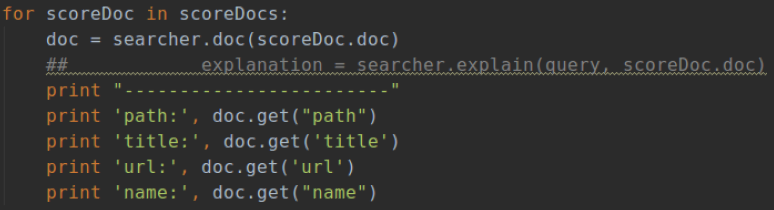 for scoreDoc in scoreDocs:
    doc = searcher.doc(scoreDoc.doc)
    ##            explanation = searcher.explain(query, scoreDoc.doc)
    print "------------------------"
    print 'path:', doc.get("path")
    print 'title:', doc.get('title')
    print 'url:', doc.get('url')
    print 'name:', doc.get("name")